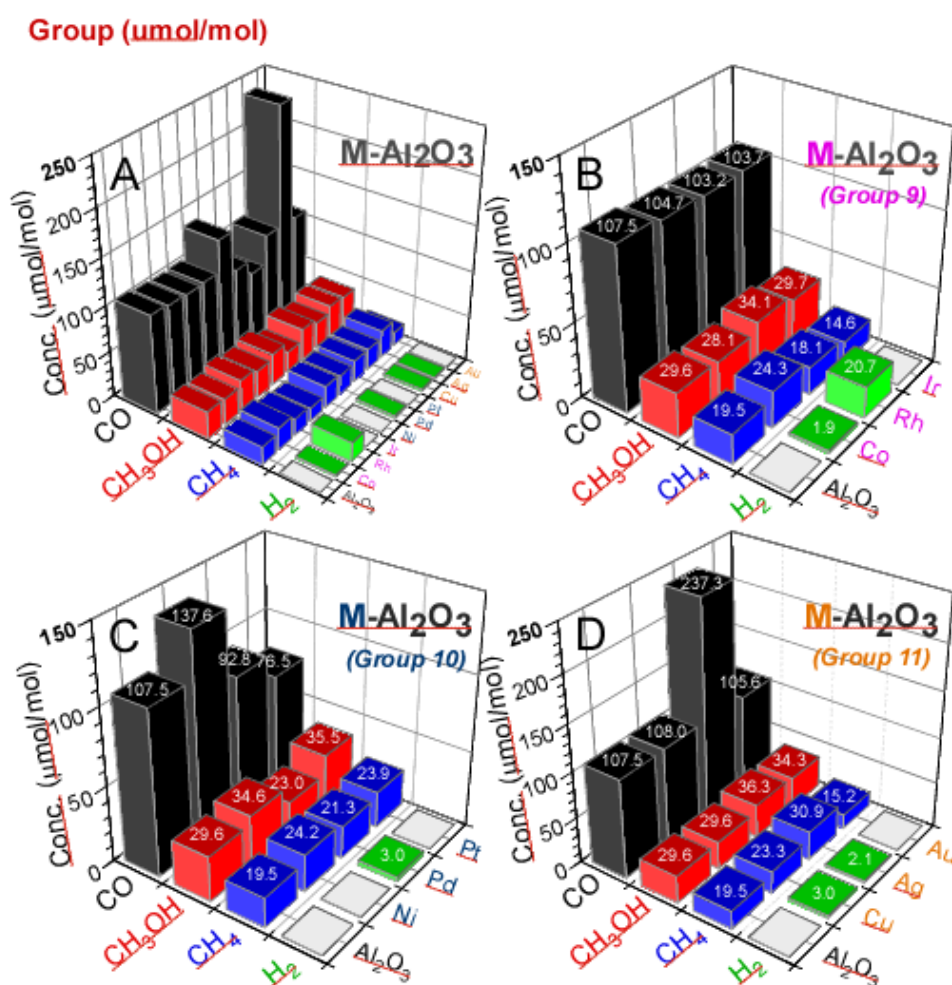 Group (umol/mol)
A
M-Al2O3
Conc. (μmol/mol)
250
200
150
100
50
0
CO
CH3OH
CH4
H2
Al2O3
Co
Rh
Ir
Ni
Pd
Pt
Cu
Ag
Au
B
M-Al2O3
(Group 9)
Conc. (μmol/mol)
150
100
50
0
107.5
104.7
103.2
103.7
29.6
28.1
34.1
29.7
19.5
24.3
18.1
14.6
1.9
20.7
CO
CH3OH
CH4
H2
Al2O3
Co
Rh
Ir
C
M-Al2O3
(Group 10)
Conc. (μmol/mol)
150
100
50
0
107.5
137.6
92.8
76.5
29.6
34.6
23.0
35.5
19.5
24.2
21.3
23.9
3.0
CO
CH3OH
CH4
H2
Al2O3
Ni
Pd
Pt
D
M-Al2O3
(Group 11)
Conc. (μmol/mol)
250
200
150
100
50
0
107.5
108.0
237.3
105.6
29.6
29.6
36.3
34.3
19.5
23.3
30.9
15.2
3.0
2.1
CO
CH3OH
CH4
H2
Al2O3
Cu
Ag
Au